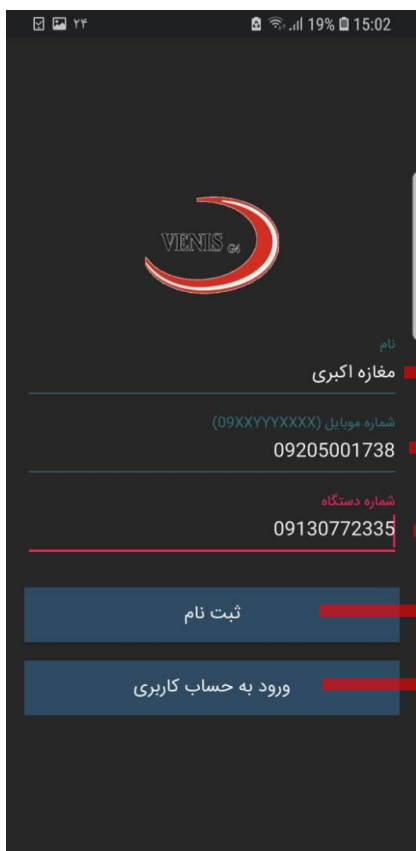 ۲۴ 19% 15:02
VENIS G4
نام
مغازه اکبری
شماره موبایل (09XXYYYXXXX)
09205001738
شماره دستگاه
09130772335
ثبت نام
ورود به حساب کاربری